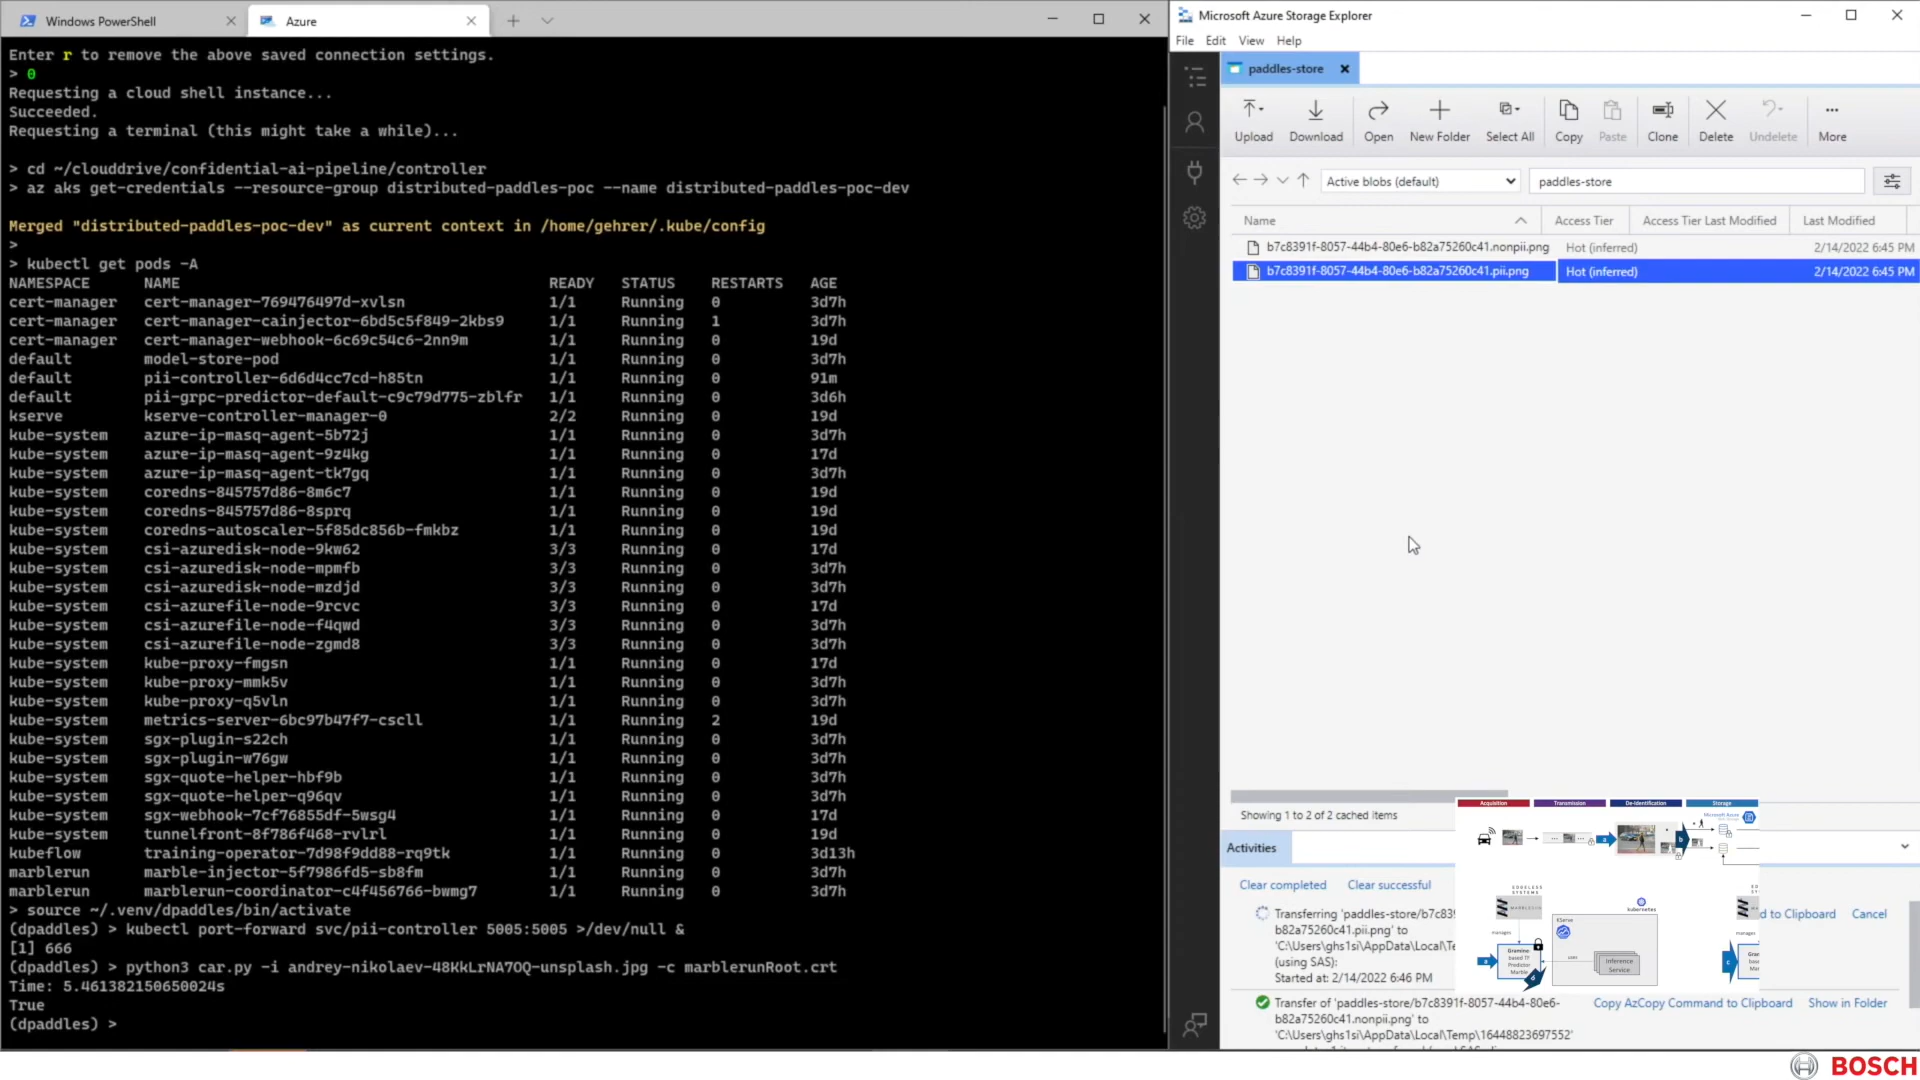 Windows PowerShell
Azure
Enter r to remove the above saved connection settings.
> 0
Requesting a cloud shell instance...
Succeeded.
Requesting a terminal (this might take a while)...
> cd ~/clouddrive/confidential-ai-pipeline/controller
> az aks get-credentials --resource-group distributed-paddles-poc --name distributed-paddles-poc-dev
Merged "distributed-paddles-poc-dev" as current context in /home/gehrer/.kube/config
>
> kubectl get pods -A
NAMESPACE NAME READY STATUS RESTARTS AGE
cert-manager cert-manager-769476497d-xvlsn 1/1 Running 0 3d7h
cert-manager cert-manager-cainjector-6bd5c5f849-2kbs9 1/1 Running 1 3d7h
cert-manager cert-manager-webhook-6c69c54c6-2nn9m 1/1 Running 0 19d
default model-store-pod 1/1 Running 0 3d7h
default pii-controller-6d6d4cc7cd-h85tn 1/1 Running 0 91m
default pii-grpc-predictor-default-c9c79d775-zblfr 1/1 Running 0 3d6h
kserve kserve-controller-manager-0 2/2 Running 0 19d
kube-system azure-ip-masq-agent-5b72j 1/1 Running 0 3d7h
kube-system azure-ip-masq-agent-9z4kg 1/1 Running 0 17d
kube-system azure-ip-masq-agent-tk7gq 1/1 Running 0 3d7h
kube-system coredns-845757d86-8m6c7 1/1 Running 0 19d
kube-system coredns-845757d86-8sprq 1/1 Running 0 19d
kube-system coredns-autoscaler-5f85dc856b-fmkbz 1/1 Running 0 19d
kube-system csi-azuredisk-node-9kw62 3/3 Running 0 17d
kube-system csi-azuredisk-node-mpmfb 3/3 Running 0 3d7h
kube-system csi-azuredisk-node-mzdjd 3/3 Running 0 3d7h
kube-system csi-azurefile-node-9rcvc 3/3 Running 0 17d
kube-system csi-azurefile-node-f4qwd 3/3 Running 0 3d7h
kube-system csi-azurefile-node-zgmd8 3/3 Running 0 3d7h
kube-system kube-proxy-fmgsn 1/1 Running 0 17d
kube-system kube-proxy-mmk5v 1/1 Running 0 3d7h
kube-system kube-proxy-q5vln 1/1 Running 0 3d7h
kube-system metrics-server-6bc97b47f7-cscll 1/1 Running 2 19d
kube-system sgx-plugin-s22ch 1/1 Running 0 3d7h
kube-system sgx-plugin-w76gw 1/1 Running 0 3d7h
kube-system sgx-quote-helper-hbf9b 1/1 Running 0 3d7h
kube-system sgx-quote-helper-q96qv 1/1 Running 0 3d7h
kube-system sgx-webhook-7cf76855df-5wsg4 1/1 Running 0 17d
kube-system tunnelfront-8f786f468-rvlrl 1/1 Running 0 19d
kubeflow training-operator-7d98f9dd88-rq9tk 1/1 Running 0 3d13h
marblerun marble-injector-5f7986fd5-sb8fm 1/1 Running 0 3d7h
marblerun marblerun-coordinator-c4f456766-bwmg7 1/1 Running 0 3d7h
> source ~/.venv/dpaddles/bin/activate
(dpaddles) > kubectl port-forward svc/pii-controller 5005:5005 >/dev/null &
[1] 666
(dpaddles) > python3 car.py -i andrey-nikolaev-48KkLrNA7OQ-unsplash.jpg -c marblerunRoot.crt
Time: 5.461382150650024s
True
(dpaddles) >
Microsoft Azure Storage Explorer
File Edit View Help
paddles-store
Upload Download Open New Folder Select All Copy Paste Clone Delete Undelete More
Active blobs (default) paddles-store
Name Access Tier Access Tier Last Modified Last Modified
b7c8391f-8057-44b4-80e6-b82a75260c41.nonpii.png Hot (inferred) 2/14/2022 6:45 PM
b7c8391f-8057-44b4-80e6-b82a75260c41.pii.png Hot (inferred) 2/14/2022 6:45 PM
Showing 1 to 2 of 2 cached items
Activities
Clear completed Clear successful
Transferring 'paddles-store/b7c83
b82a75260c41.pii.png' to
'C:\Users\ghs1si\AppData\Local\Te
(using SAS):
Started at: 2/14/2022 6:46 PM
d to Clipboard Cancel
Transfer of 'paddles-store/b7c8391f-8057-44b4-80e6-
b82a75260c41.nonpii.png' to
'C:\Users\ghs1si\AppData\Local\Temp\16448823697552'
Copy AzCopy Command to Clipboard Show in Folder
Acquisition Transmission De-Identification Storage
Microsoft Azure
EDGELESS
SYSTEMS
MARBLERUN
manages
Gramine
based TF
Predictor
Marble
uses
KServe
kubernetes
Inference
Service
manages
BOSCH